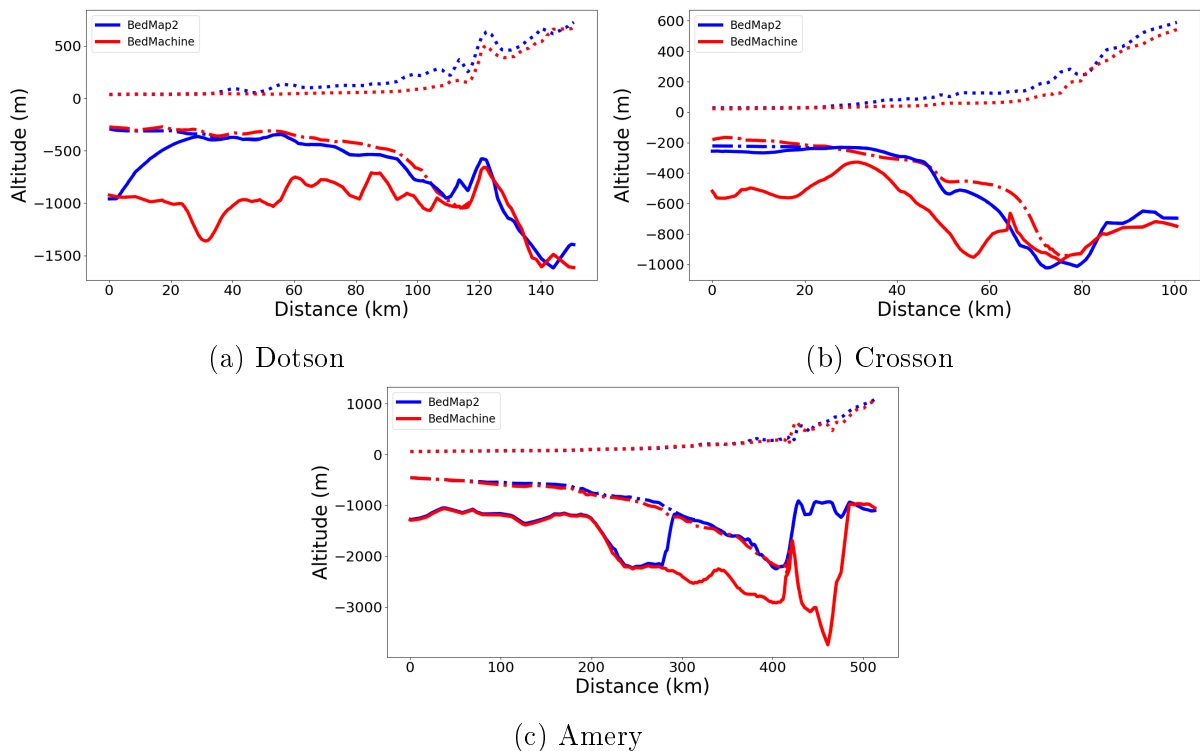 BedMap2
BedMachine
500
0
−500
−1000
−1500
Altitude (m)
0 20 40 60 80 100 120 140
Distance (km)
(a) Dotson
BedMap2
BedMachine
600
400
200
0
−200
−400
−600
−800
−1000
Altitude (m)
0 20 40 60 80 100
Distance (km)
(b) Crosson
BedMap2
BedMachine
1000
0
−1000
−2000
−3000
Altitude (m)
0 100 200 300 400 500
Distance (km)
(c) Amery